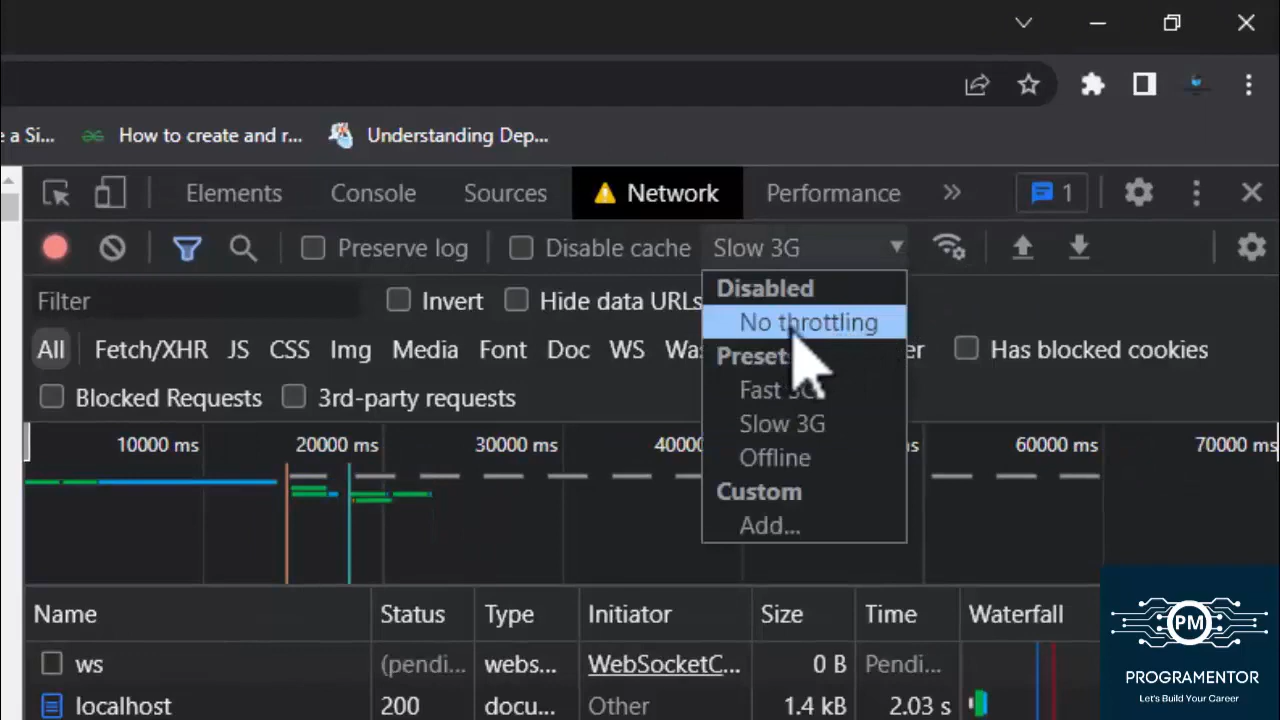 e a Si...
How to create and r...
Understanding Dep...
Elements
Console
Sources
Network
Performance
1
Preserve log
Disable cache
Slow 3G
Filter
Invert
Hide data URLs
Disabled
No throttling
All
Fetch/XHR
JS
CSS
Img
Media
Font
Doc
WS
Has blocked cookies
Blocked Requests
3rd-party requests
Fast
Slow 3G
Offline
Custom
Add...
10000 ms
20000 ms
30000 ms
60000 ms
70000 ms
Name
Status
Type
Initiator
Size
Time
Waterfall
ws
(pendi...
webs...
WebSocketC...
0 B
Pendi...
localhost
200
docu...
Other
1.4 kB
2.03 s
PM
PROGRAMENTOR
Let's Build Your Career